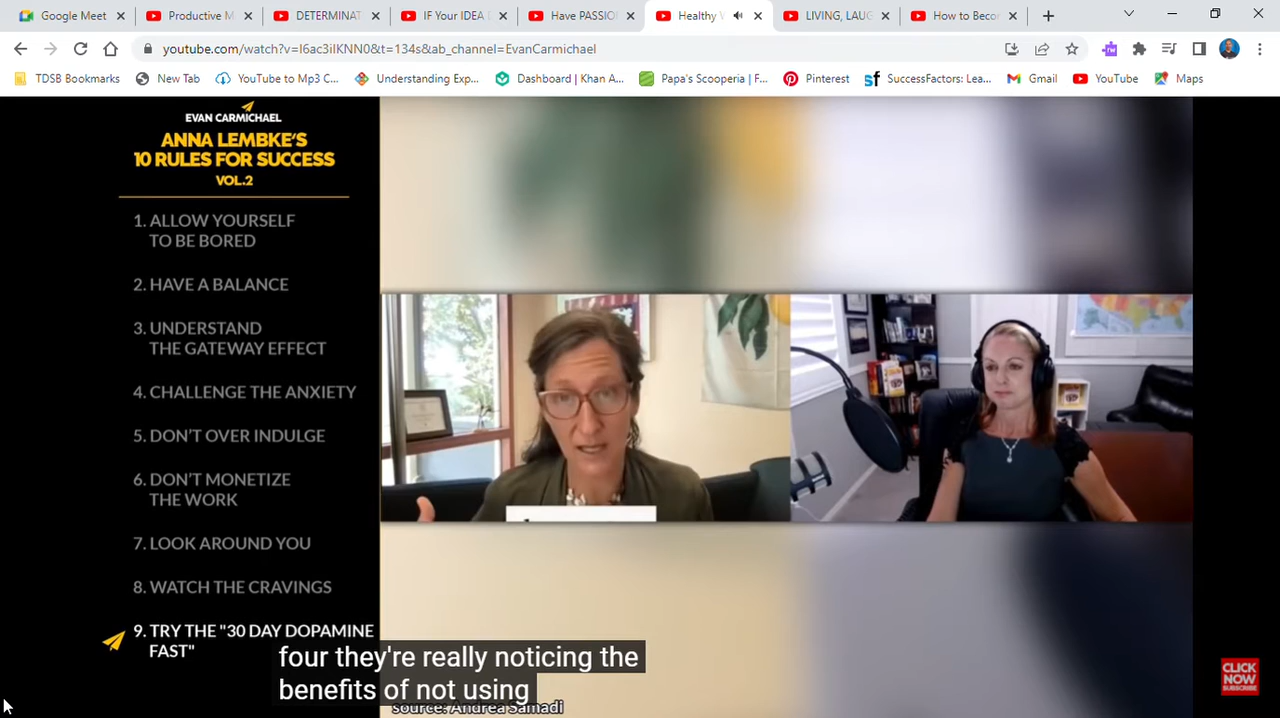 Google Meet
Productive M
DETERMINAT
IF Your IDEA
Have PASSIO
Healthy
LIVING, LAUG
How to Becor
youtube.com/watch?v=l6ac3iIKNN0&t=134s&ab_channel=EvanCarmichael
TDSB Bookmarks
New Tab
YouTube to Mp3 C...
Understanding Exp...
Dashboard | Khan A...
Papa's Scooperia | F...
Pinterest
SuccessFactors: Lea...
Gmail
YouTube
Maps
EVAN CARMICHAEL
ANNA LEMBKE'S
10 RULES FOR SUCCESS
VOL.2
1. ALLOW YOURSELF
TO BE BORED
2. HAVE A BALANCE
3. UNDERSTAND
THE GATEWAY EFFECT
4. CHALLENGE THE ANXIETY
5. DON'T OVER INDULGE
6. DON'T MONETIZE
THE WORK
7. LOOK AROUND YOU
8. WATCH THE CRAVINGS
9. TRY THE "30 DAY DOPAMINE
FAST"
four they're really noticing the
benefits of not using
source: Andrea Samadi
CLICK
NOW
SUBSCRIBE